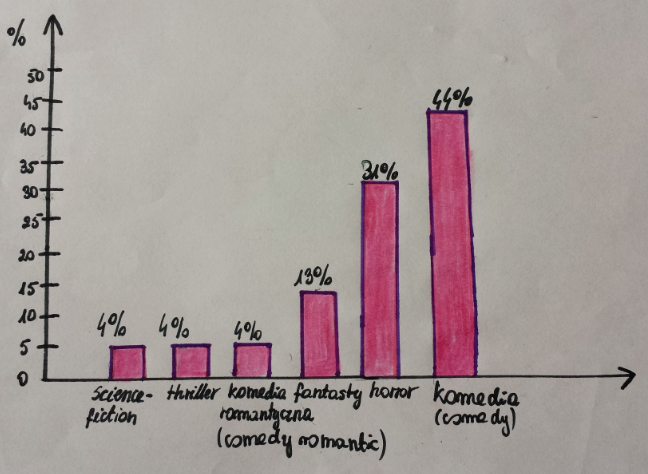 %
50
45
40
35
30
25
20
15
10
5
0
4%
4%
4%
13%
31%
44%
science-
fiction
thriller
komedia
romantyczna
(comedy romantic)
fantasty
horror
komedia
(comedy)